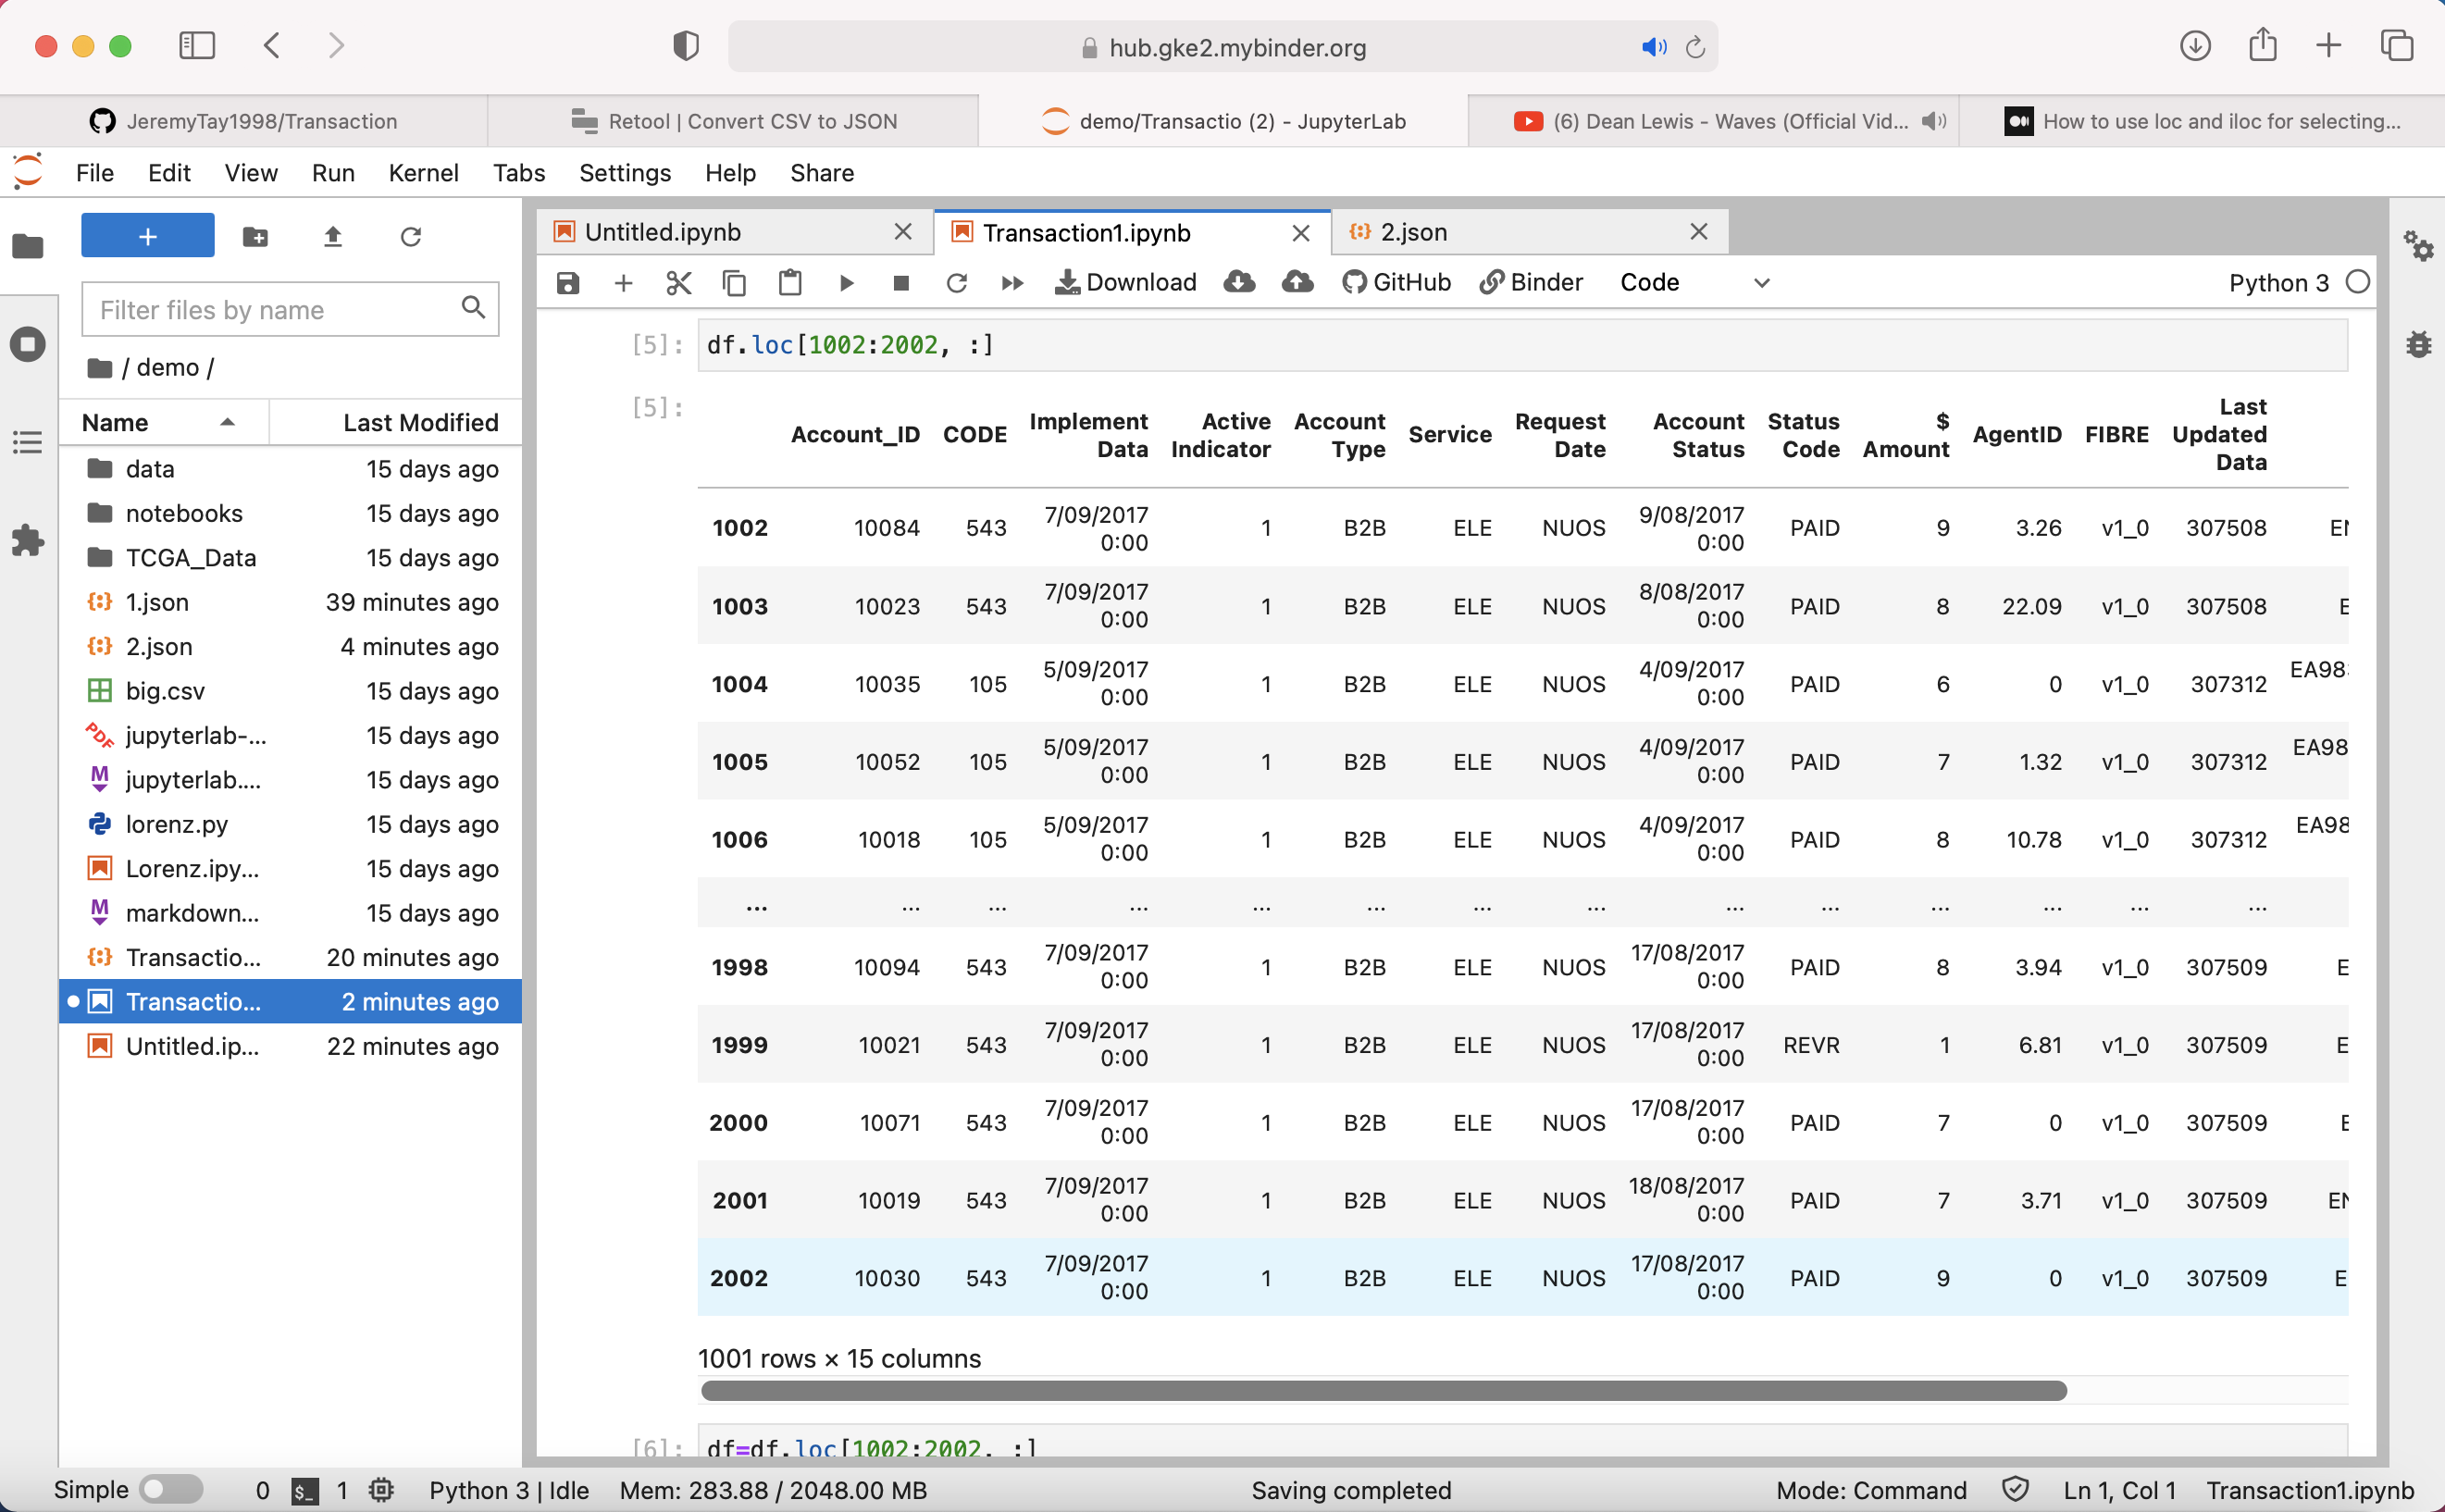 hub.gke2.mybinder.org
JeremyTay1998/Transaction
Retool | Convert CSV to JSON
demo/Transactio (2) - JupyterLab
(6) Dean Lewis - Waves (Official Vid...
How to use loc and iloc for selecting...
File Edit View Run Kernel Tabs Settings Help Share
+
Filter files by name
/ demo /
Name Last Modified
data 15 days ago
notebooks 15 days ago
TCGA_Data 15 days ago
1.json 39 minutes ago
2.json 4 minutes ago
big.csv 15 days ago
PDF jupyterlab-... 15 days ago
M jupyterlab.... 15 days ago
lorenz.py 15 days ago
Lorenz.ipy... 15 days ago
M markdown... 15 days ago
Transactio... 20 minutes ago
Transactio... 2 minutes ago
Untitled.ip... 22 minutes ago
Untitled.ipynb Transaction1.ipynb 2.json
Download GitHub Binder Code Python 3
[5]: df.loc[1002:2002, :]
[5]:
Account_ID CODE Implement Data Active Indicator Account Type Service Request Date Account Status Status Code $ Amount AgentID FIBRE Last Updated Data
1002 10084 543 7/09/2017 0:00 1 B2B ELE NUOS 9/08/2017 0:00 PAID 9 3.26 v1_0 307508 EN
1003 10023 543 7/09/2017 0:00 1 B2B ELE NUOS 8/08/2017 0:00 PAID 8 22.09 v1_0 307508 E
1004 10035 105 5/09/2017 0:00 1 B2B ELE NUOS 4/09/2017 0:00 PAID 6 0 v1_0 307312 EA98
1005 10052 105 5/09/2017 0:00 1 B2B ELE NUOS 4/09/2017 0:00 PAID 7 1.32 v1_0 307312 EA98
1006 10018 105 5/09/2017 0:00 1 B2B ELE NUOS 4/09/2017 0:00 PAID 8 10.78 v1_0 307312 EA98
... ... ... ... ... ... ... ... ... ... ... ... ... ...
1998 10094 543 7/09/2017 0:00 1 B2B ELE NUOS 17/08/2017 0:00 PAID 8 3.94 v1_0 307509 E
1999 10021 543 7/09/2017 0:00 1 B2B ELE NUOS 17/08/2017 0:00 REVR 1 6.81 v1_0 307509 E
2000 10071 543 7/09/2017 0:00 1 B2B ELE NUOS 17/08/2017 0:00 PAID 7 0 v1_0 307509 E
2001 10019 543 7/09/2017 0:00 1 B2B ELE NUOS 18/08/2017 0:00 PAID 7 3.71 v1_0 307509 EN
2002 10030 543 7/09/2017 0:00 1 B2B ELE NUOS 17/08/2017 0:00 PAID 9 0 v1_0 307509 E
1001 rows × 15 columns
[6]: df=df.loc[1002:2002, :]
Simple 0 $_ 1 Python 3 | Idle Mem: 283.88 / 2048.00 MB Saving completed Mode: Command Ln 1, Col 1 Transaction1.ipynb